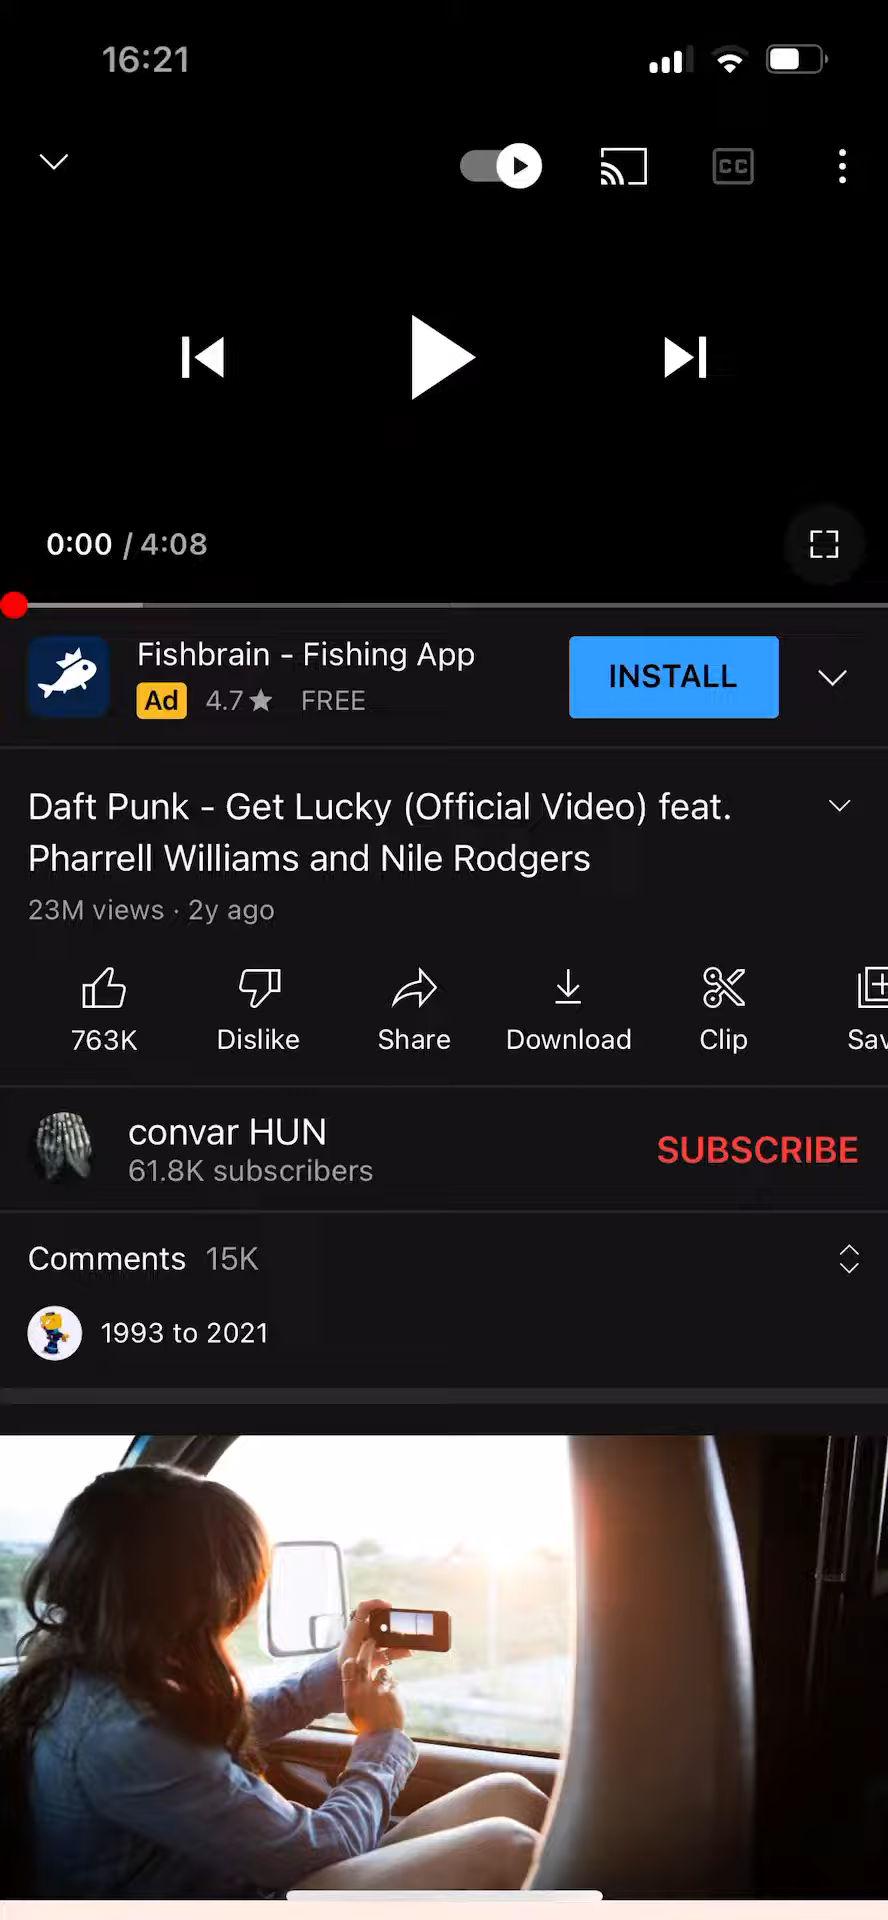 16:21
CC
0:00 / 4:08
Fishbrain - Fishing App
Ad 4.7★ FREE
INSTALL
Daft Punk - Get Lucky (Official Video) feat.
Pharrell Williams and Nile Rodgers
23M views · 2y ago
763K Dislike Share Download Clip Sav
convar HUN
61.8K subscribers
SUBSCRIBE
Comments 15K
1993 to 2021